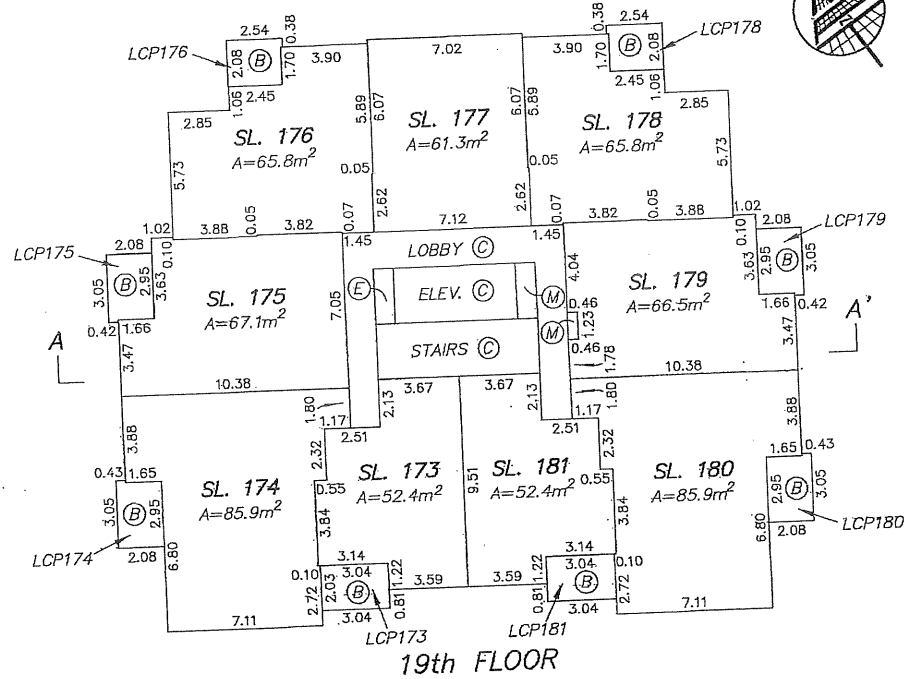 2.54 0.38 0.38 2.54
LCP176 2.08 B 1.70 3.90 7.02 3.90 1.70 B 2.08 LCP178
1.06 2.45 2.45 1.06
2.85 5.89 6.07 6.07 5.89 2.85
SL. 176 SL. 177 SL. 178
A=65.8m² A=61.3m² A=65.8m²
5.73 0.05 0.05 5.73
2.62 2.62
1.02 3.88 0.05 3.82 0.07 7.12 0.07 3.82 0.05 3.88 1.02
2.08 0.10 1.45 1.45 0.10 2.08
LCP175 LOBBY C LCP179
3.05 B 2.95 3.63 4.04 3.63 2.95 B 3.05
SL. 175 7.05 E ELEV. C M SL. 179
A=67.1m² A=66.5m²
0.42 1.66 0.46 1.23 1.66 0.42
A 3.47 STAIRS C M 0.46 1.78 3.47 A'
10.38 3.67 3.67 10.38
1.80 2.13 2.13 1.80
3.88 1.17 2.51 2.51 1.17 3.88
2.32 2.32
0.43 1.65 SL. 173 SL. 181 1.65 0.43
SL. 174 0.55 A=52.4m² 9.51 A=52.4m² 0.55 SL. 180
A=85.9m² A=85.9m²
3.05 B 2.95 3.84 3.84 2.95 B 3.05
LCP174 2.08 6.80 6.80 2.08 LCP180
3.14 3.14
0.10 3.04 1.22 3.59 3.59 1.22 3.04 0.10
2.72 2.03 B 0.81 0.81 B 2.72
7.11 3.04 3.04 7.11
LCP173 LCP181
19th FLOOR